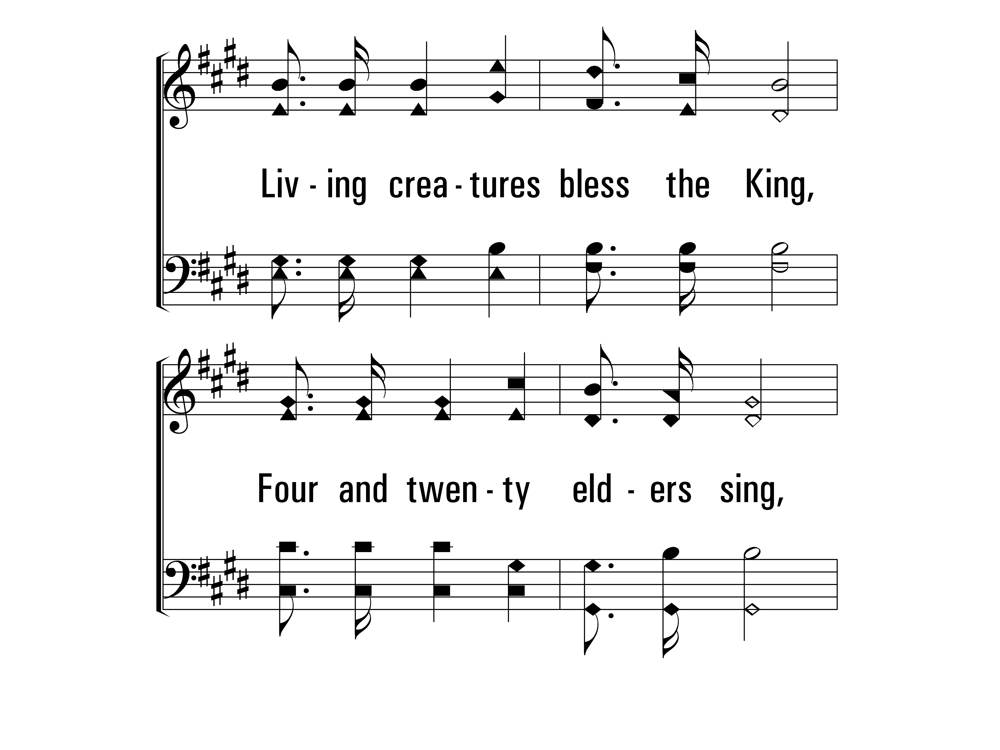 Liv - ing crea - tures bless the King,
Four and twen - ty eld - ers sing,